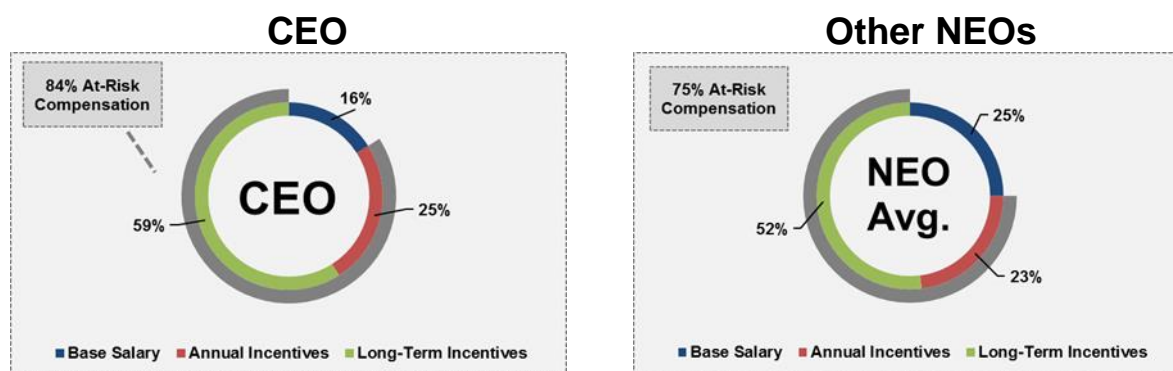 CEO
84% At-Risk
Compensation
16%
CEO
59%
25%
Base Salary Annual Incentives Long-Term Incentives
Other NEOs
75% At-Risk
Compensation
25%
NEO
Avg.
52%
23%
Base Salary Annual Incentives Long-Term Incentives